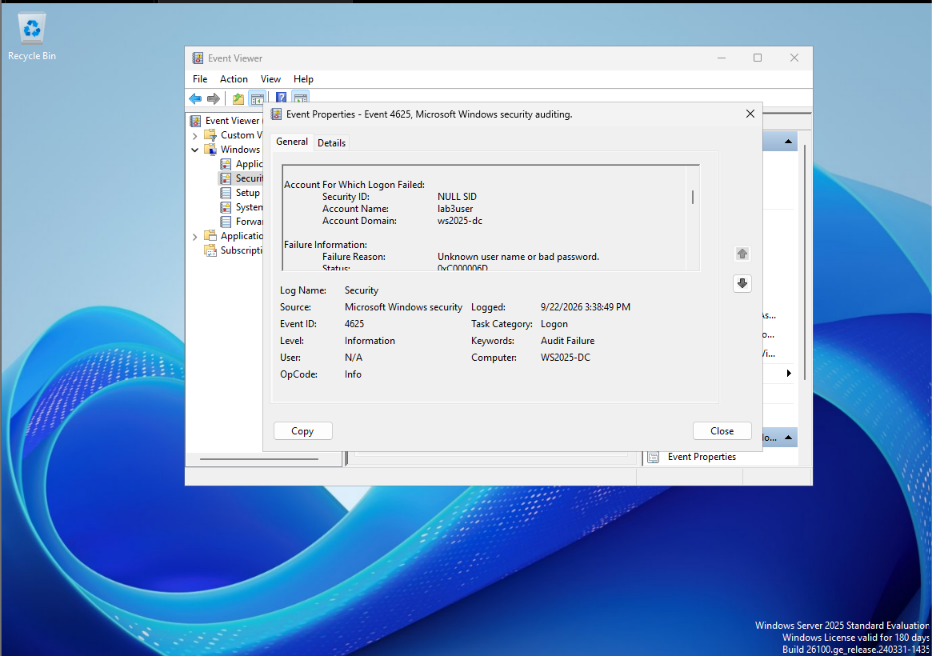 Recycle Bin
Event Viewer
File Action View Help
Event Viewer
Custom V
Windows
Applic
Securit
Setup
System
Forwa
Applicatio
Subscripti
Event Properties - Event 4625, Microsoft Windows security auditing.
General Details
Account For Which Logon Failed:
Security ID: NULL SID
Account Name: lab3user
Account Domain: ws2025-dc
Failure Information:
Failure Reason: Unknown user name or bad password.
Status: 0xC000006D
Log Name: Security
Source: Microsoft Windows security Logged: 9/22/2026 3:38:49 PM
Event ID: 4625 Task Category: Logon
Level: Information Keywords: Audit Failure
User: N/A Computer: WS2025-DC
OpCode: Info
Copy Close
Event Properties
Windows Server 2025 Standard Evaluation
Windows License valid for 180 days
Build 26100.ge_release.240331-1435